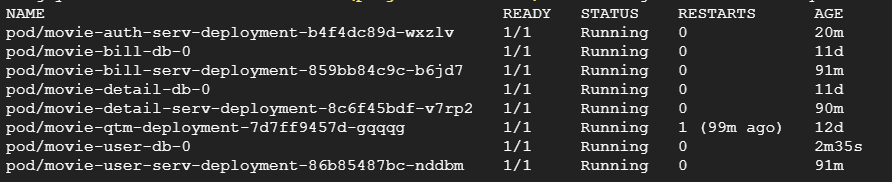 NAME READY STATUS RESTARTS AGE
pod/movie-auth-serv-deployment-b4f4dc89d-wxzlv 1/1 Running 0 20m
pod/movie-bill-db-0 1/1 Running 0 11d
pod/movie-bill-serv-deployment-859bb84c9c-b6jd7 1/1 Running 0 91m
pod/movie-detail-db-0 1/1 Running 0 11d
pod/movie-detail-serv-deployment-8c6f45bdf-v7rp2 1/1 Running 0 90m
pod/movie-qtm-deployment-7d7ff9457d-gqqqg 1/1 Running 1 (99m ago) 12d
pod/movie-user-db-0 1/1 Running 0 2m35s
pod/movie-user-serv-deployment-86b85487bc-nddbm 1/1 Running 0 91m